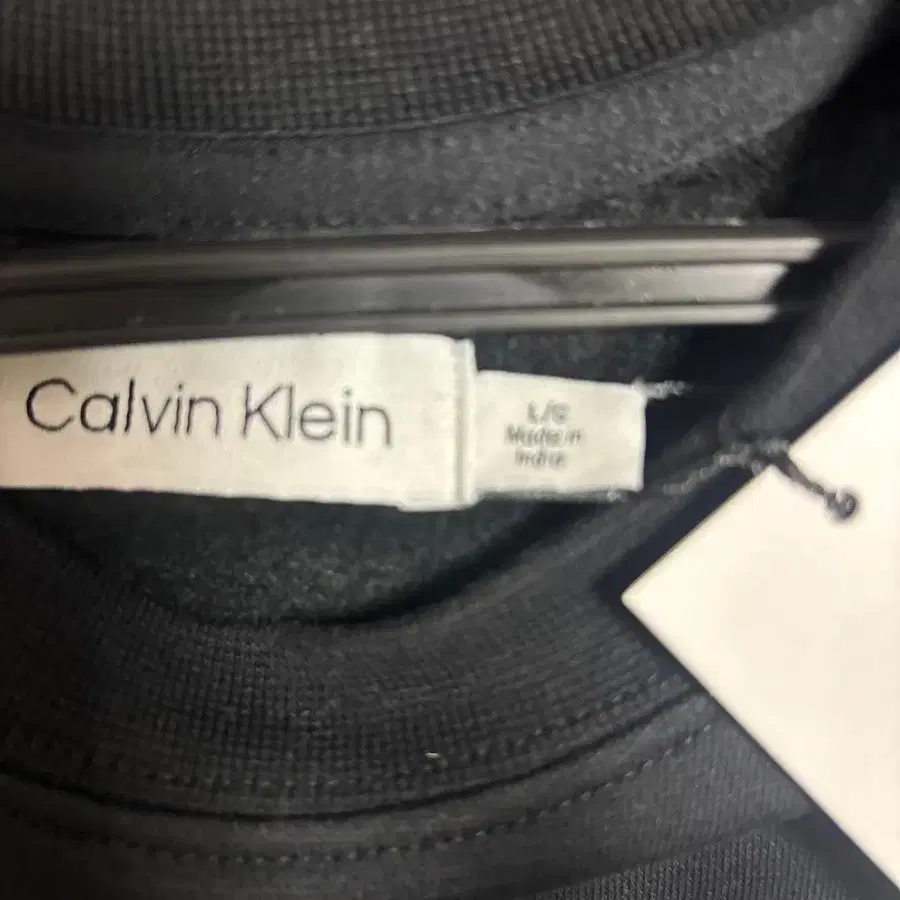 Calvin Klein
L/G
Made in
India